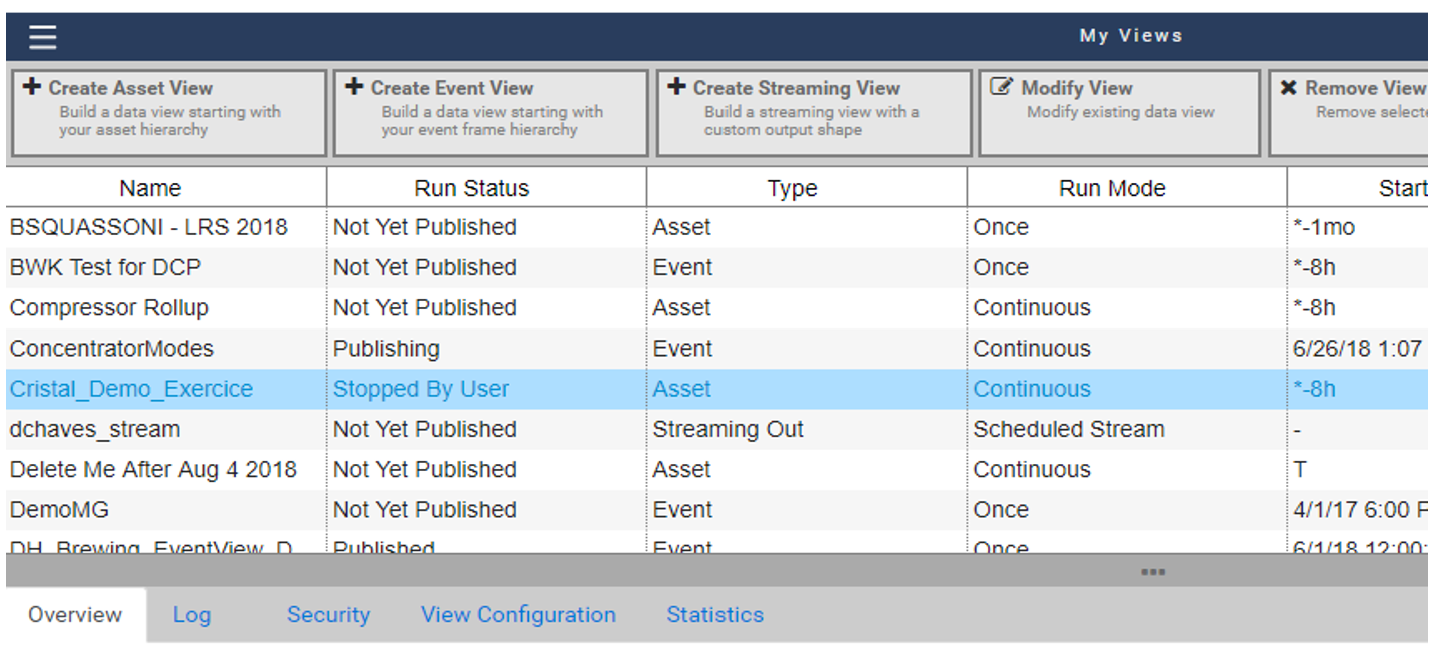 My Views
Create Asset View
Build a data view starting with
your asset hierarchy
Create Event View
Build a data view starting with
your event frame hierarchy
Create Streaming View
Build a streaming view with a
custom output shape
Modify View
Modify existing data view
Remove View
Remove selecte
Name Run Status Type Run Mode Start
BSQUASSONI - LRS 2018 Not Yet Published Asset Once *-1mo
BWK Test for DCP Not Yet Published Event Once *-8h
Compressor Rollup Not Yet Published Asset Continuous *-8h
ConcentratorModes Publishing Event Continuous 6/26/18 1:07
Cristal_Demo_Exercice Stopped By User Asset Continuous *-8h
dchaves_stream Not Yet Published Streaming Out Scheduled Stream -
Delete Me After Aug 4 2018 Not Yet Published Asset Continuous T
DemoMG Not Yet Published Event Once 4/1/17 6:00 P
DH_Brewing_EventView_D Published Event Once 6/1/18 12:00:
Overview Log Security View Configuration Statistics